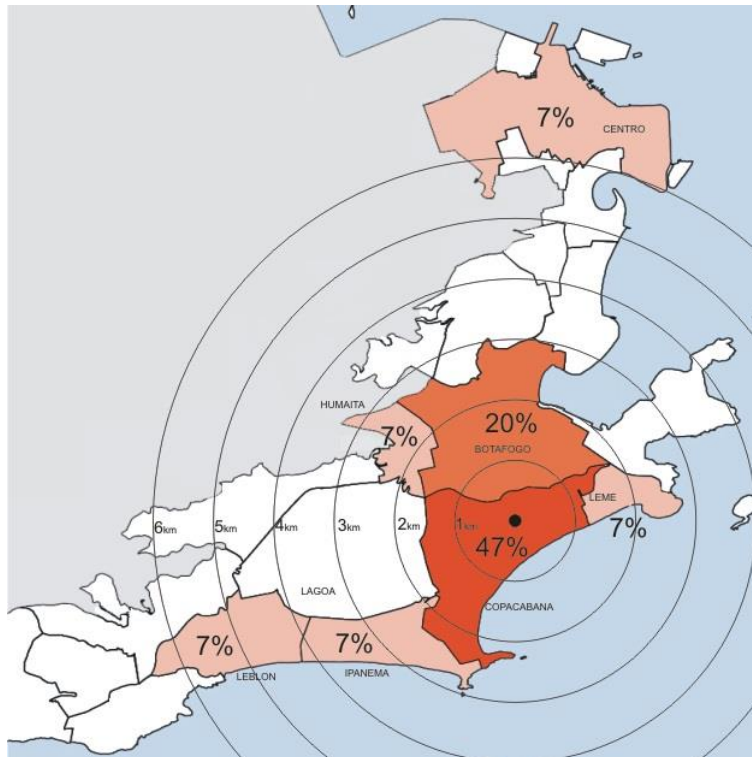 7%
CENTRO
HUMAITA
7%
20%
BOTAFOGO
LEME
6km
5km
4km
3km
2km
1km
7%
47%
LAGOA
COPACABANA
7%
7%
LEBLON
IPANEMA